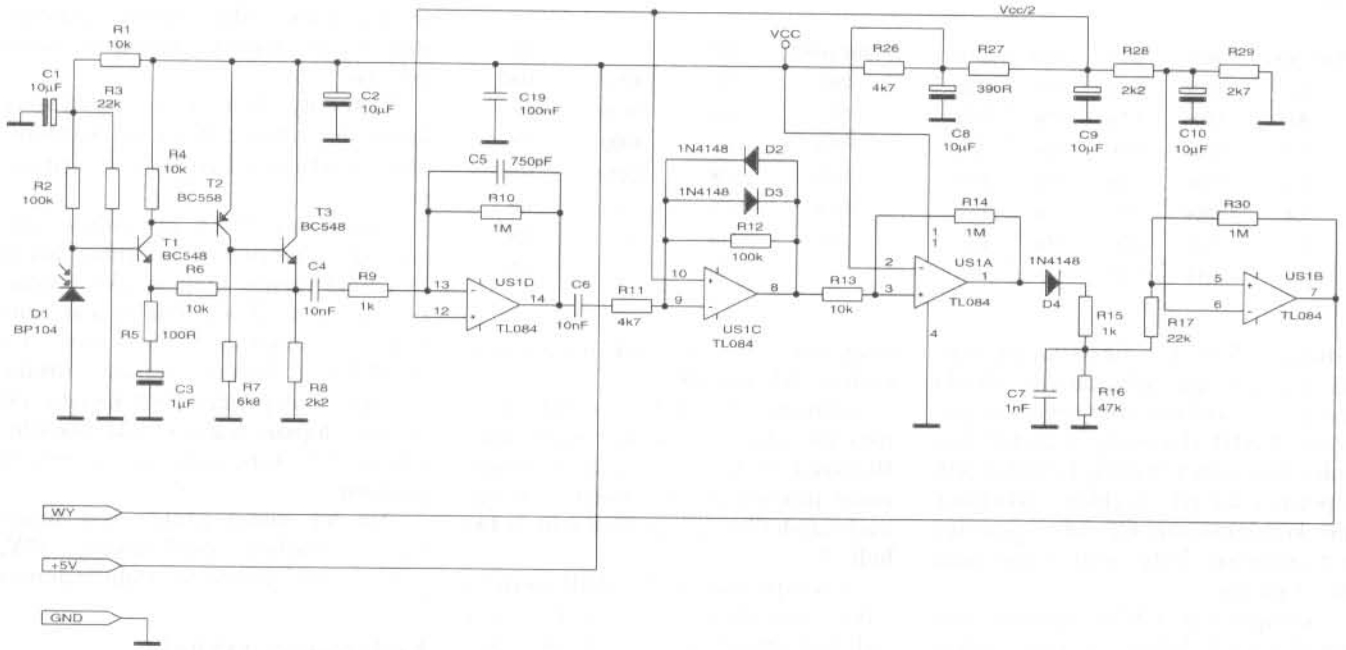 Vcc/2
R1
10k
VCC
R26
4k7
R27
390R
R28
2k2
R29
2k7
C1
10µF
R3
22k
C2
10µF
C19
100nF
C8
10µF
C9
10µF
C10
10µF
R2
100k
R4
10k
T2
BC558
T3
BC548
C5
750pF
R10
1M
1N4148
D2
1N4148
D3
R12
100k
R14
1M
R30
1M
T1
BC548
R6
10k
C4
10nF
R9
1k
13
12
14
US1D
TL084
C6
10nF
R11
4k7
10
9
8
US1C
TL084
R13
10k
2
3
1
1
1
4
US1A
TL084
1N4148
D4
R15
1k
R17
22k
5
6
7
US1B
TL084
D1
BP104
R5
100R
C3
1µF
R7
6k8
R8
2k2
C7
1nF
R16
47k
WY
+5V
GND